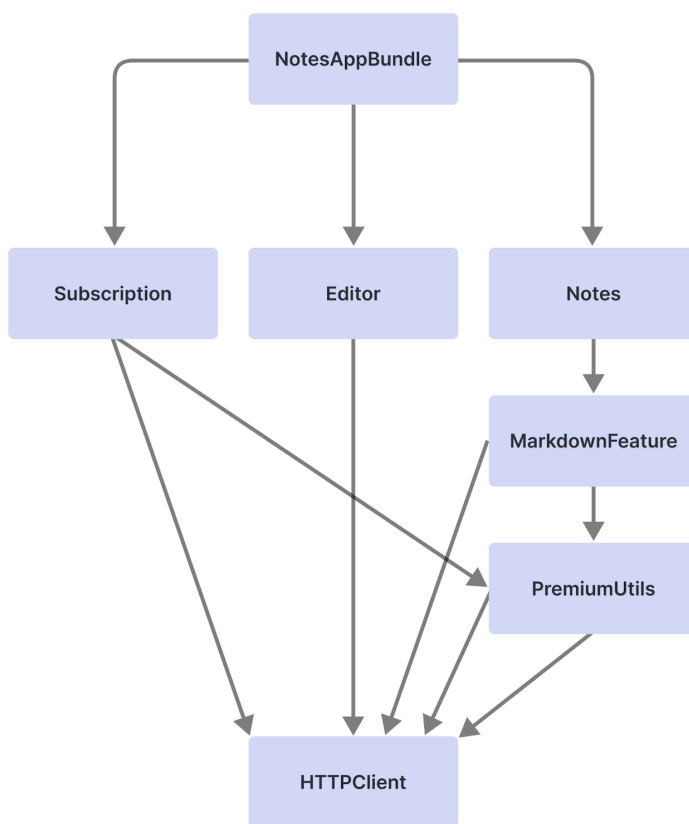 NotesAppBundle
Subscription
Editor
Notes
MarkdownFeature
PremiumUtils
HTTPClient